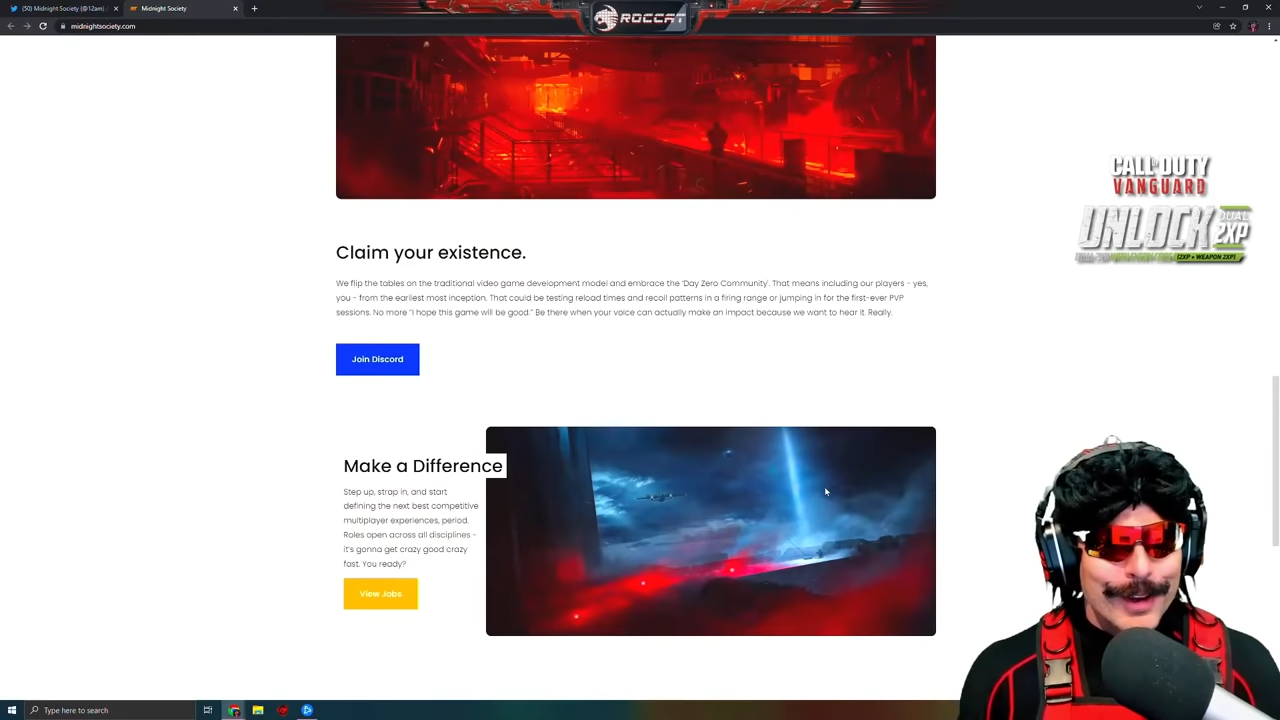 (50) Midnight Society (@12am) /
Midnight Society
ROCCAT
midnightsociety.com
CALL OF DUTY
VANGUARD
UNLOCK DUAL 2XP
Claim your existence.
We flip the tables on the traditional video game development model and embrace the 'Day Zero Community'. That means including our players - yes,
you - from the earliest most inception. That could be testing reload times and recoil patterns in a firing range or jumping in for the first-ever PVP
sessions. No more "I hope this game will be good." Be there when your voice can actually make an impact because we want to hear it. Really.
Join Discord
Make a Difference
Step up, strap in, and start
defining the next best competitive
multiplayer experiences, period.
Roles open across all disciplines -
it's gonna get crazy good crazy
fast. You ready?
View Jobs
Type here to search